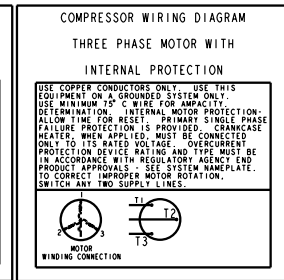 COMPRESSOR WIRING DIAGRAM
THREE PHASE MOTOR WITH
INTERNAL PROTECTION
USE COPPER CONDUCTORS ONLY. USE THIS
EQUIPMENT ON A GROUNDED SYSTEM ONLY.
USE MINIMUM 75° C WIRE FOR AMPACITY.
DETERMINATION. INTERNAL MOTOR PROTECTION-
ALLOW TIME FOR RESET. PRIMARY SINGLE PHASE
FAILURE PROTECTION IS PROVIDED. CRANKCASE
HEATER, WHEN APPLIED, MUST BE CONNECTED
ONLY TO ITS RATED VOLTAGE. OVERCURRENT
PROTECTION DEVICE RATING AND TYPE MUST BE
IN ACCORDANCE WITH REGULATORY AGENCY END
PRODUCT APPROVALS - SEE SYSTEM NAMEPLATE.
TO CORRECT IMPROPER MOTOR ROTATION,
SWITCH ANY TWO SUPPLY LINES.
1
2
3
T1
T2
T3
MOTOR
WINDING CONNECTION